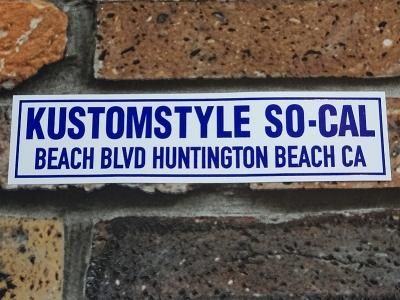 KUSTOMSTYLE SO-CAL
BEACH BLVD HUNTINGTON BEACH CA